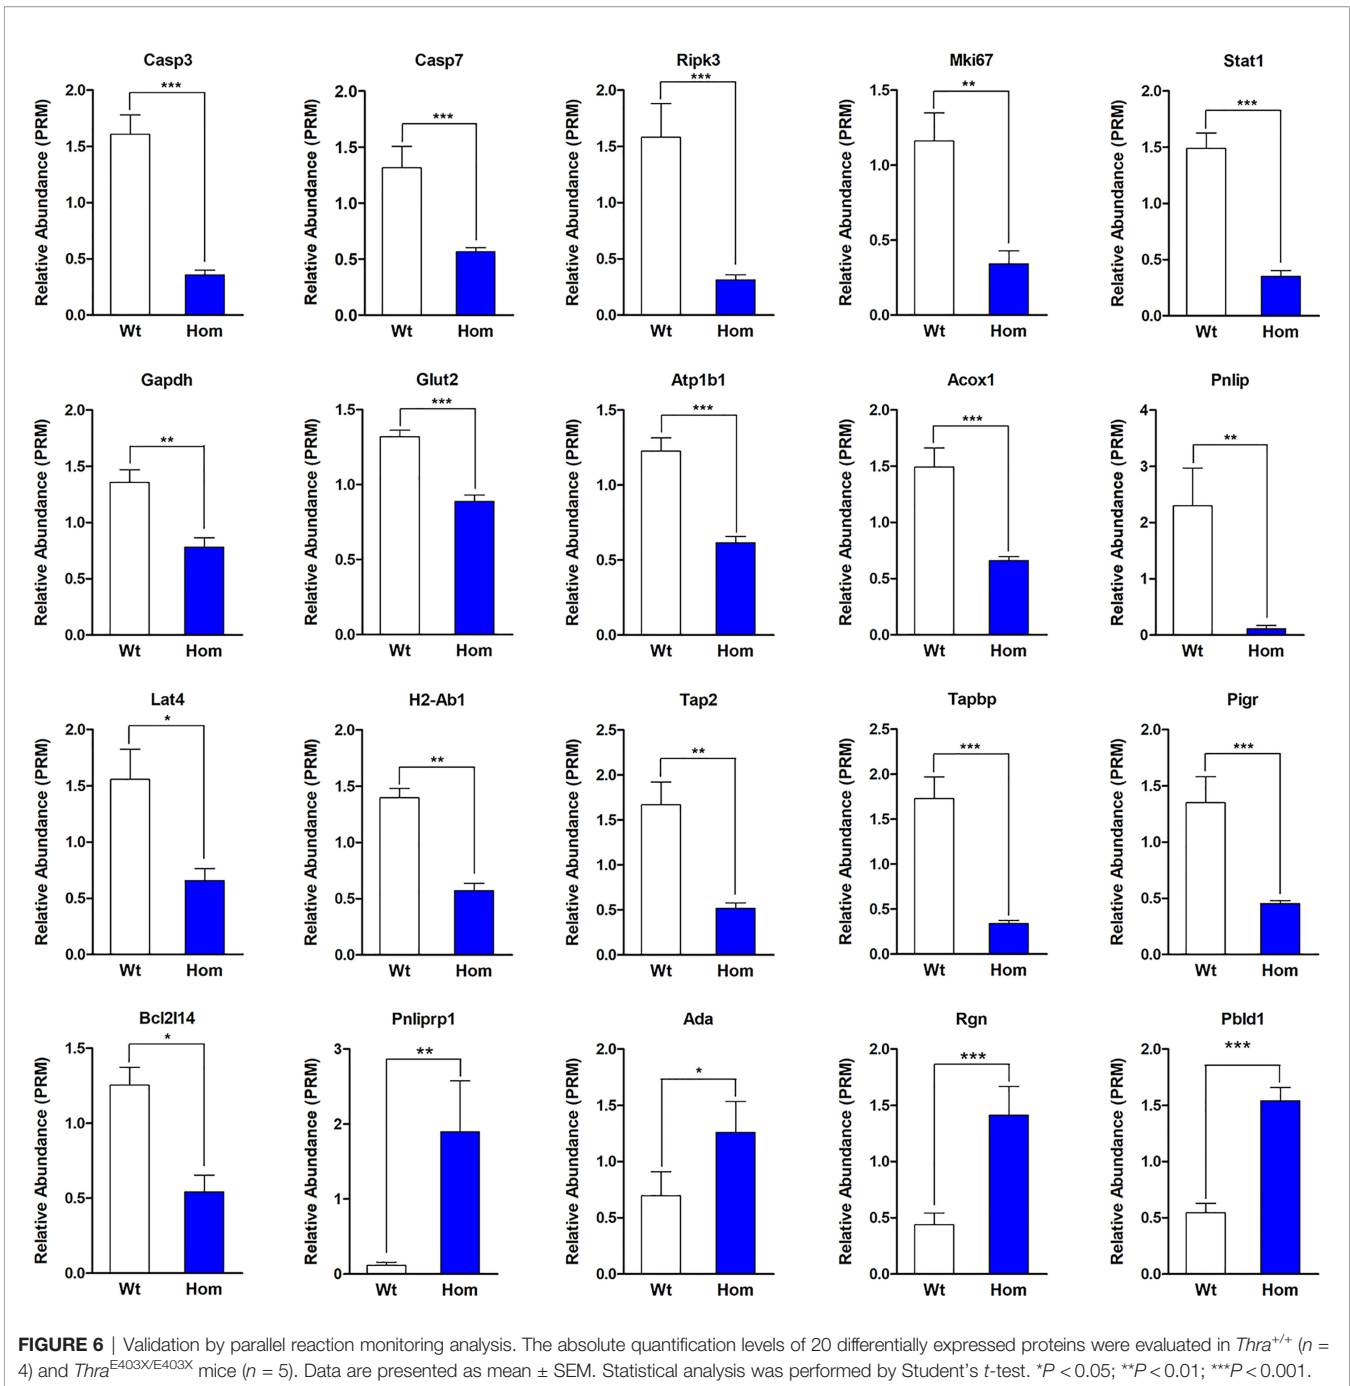 Casp3 Casp7 Ripk3 Mki67 Stat1
Relative Abundance (PRM) Relative Abundance (PRM) Relative Abundance (PRM) Relative Abundance (PRM) Relative Abundance (PRM)
*** *** *** ** ***
2.0 2.0 2.0 1.5 2.0
1.5 1.5 1.5 1.0 1.5
1.0 1.0 1.0 0.5 1.0
0.5 0.5 0.5 0.0 0.5
0.0 0.0 0.0 0.0
Wt Hom Wt Hom Wt Hom Wt Hom Wt Hom
Gapdh Glut2 Atp1b1 Acox1 Pnlip
Relative Abundance (PRM) Relative Abundance (PRM) Relative Abundance (PRM) Relative Abundance (PRM) Relative Abundance (PRM)
** *** *** *** **
2.0 1.5 1.5 2.0 4
1.5 1.0 1.0 1.5 3
1.0 0.5 0.5 1.0 2
0.5 0.0 0.0 0.5 1
0.0 0.0 0
Wt Hom Wt Hom Wt Hom Wt Hom Wt Hom
Lat4 H2-Ab1 Tap2 Tapbp Pigr
Relative Abundance (PRM) Relative Abundance (PRM) Relative Abundance (PRM) Relative Abundance (PRM) Relative Abundance (PRM)
* ** ** *** ***
2.0 2.0 2.5 2.5 2.0
1.5 1.5 2.0 2.0 1.5
1.0 1.0 1.5 1.5 1.0
0.5 0.5 1.0 1.0 0.5
0.0 0.0 0.5 0.5 0.0
0.0 0.0
Wt Hom Wt Hom Wt Hom Wt Hom Wt Hom
Bcl2l14 Pnliprp1 Ada Rgn Pbld1
Relative Abundance (PRM) Relative Abundance (PRM) Relative Abundance (PRM) Relative Abundance (PRM) Relative Abundance (PRM)
* ** * *** ***
1.5 3 2.0 2.0 2.0
1.0 2 1.5 1.5 1.5
0.5 1 1.0 1.0 1.0
0.0 0 0.5 0.5 0.5
0.0 0.0 0.0
Wt Hom Wt Hom Wt Hom Wt Hom Wt Hom
FIGURE 6 | Validation by parallel reaction monitoring analysis. The absolute quantification levels of 20 differentially expressed proteins were evaluated in Thra+/+ (n =
4) and ThraE403X/E403X mice (n = 5). Data are presented as mean ± SEM. Statistical analysis was performed by Student's t-test. *P < 0.05; **P < 0.01; ***P < 0.001.